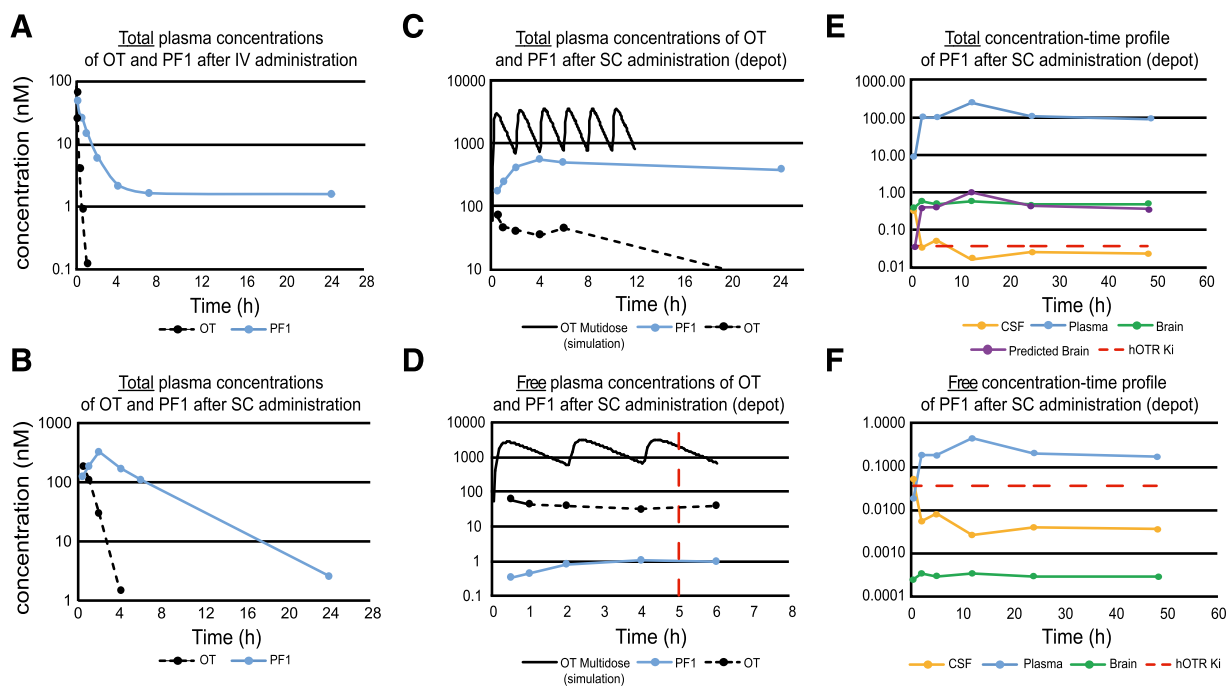 A
Total plasma concentrations
of OT and PF1 after IV administration
concentration (nM)
100
10
1
0.1
0 4 8 12 16 20 24 28
Time (h)
OT PF1
B
Total plasma concentrations
of OT and PF1 after SC administration
concentration (nM)
1000
100
10
1
0 4 8 12 16 20 24 28
Time (h)
OT PF1
C
Total plasma concentrations of OT
and PF1 after SC administration (depot)
10000
1000
100
10
0 4 8 12 16 20 24
Time (h)
OT Mutidose PF1 OT
(simulation)
D
Free plasma concentrations of OT
and PF1 after SC administration (depot)
10000
1000
100
10
1
0.1
0 1 2 3 4 5 6 7 8
Time (h)
OT Multidose PF1 OT
(simulation)
E
Total concentration-time profile
of PF1 after SC administration (depot)
1000.00
100.00
10.00
1.00
0.10
0.01
0 10 20 30 40 50 60
Time (h)
CSF Plasma Brain
Predicted Brain hOTR Ki
F
Free concentration-time profile
of PF1 after SC administration (depot)
1.0000
0.1000
0.0100
0.0010
0.0001
0 10 20 30 40 50 60
Time (h)
CSF Plasma Brain hOTR Ki